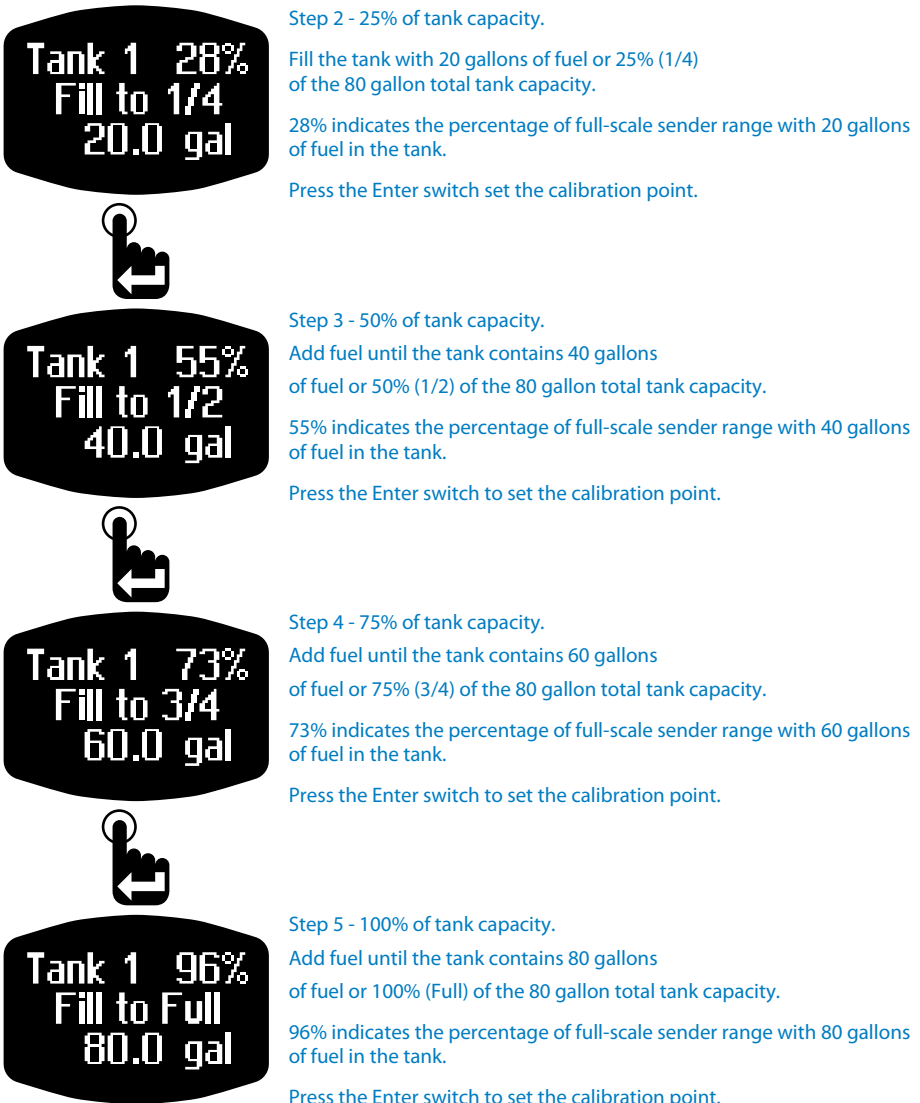 Tank 1 28%
Fill to 1/4
20.0 gal
Step 2 - 25% of tank capacity.
Fill the tank with 20 gallons of fuel or 25% (1/4)
of the 80 gallon total tank capacity.
28% indicates the percentage of full-scale sender range with 20 gallons
of fuel in the tank.
Press the Enter switch set the calibration point.
Tank 1 55%
Fill to 1/2
40.0 gal
Step 3 - 50% of tank capacity.
Add fuel until the tank contains 40 gallons
of fuel or 50% (1/2) of the 80 gallon total tank capacity.
55% indicates the percentage of full-scale sender range with 40 gallons
of fuel in the tank.
Press the Enter switch to set the calibration point.
Tank 1 73%
Fill to 3/4
60.0 gal
Step 4 - 75% of tank capacity.
Add fuel until the tank contains 60 gallons
of fuel or 75% (3/4) of the 80 gallon total tank capacity.
73% indicates the percentage of full-scale sender range with 60 gallons
of fuel in the tank.
Press the Enter switch to set the calibration point.
Tank 1 96%
Fill to Full
80.0 gal
Step 5 - 100% of tank capacity.
Add fuel until the tank contains 80 gallons
of fuel or 100% (Full) of the 80 gallon total tank capacity.
96% indicates the percentage of full-scale sender range with 80 gallons
of fuel in the tank.
Press the Enter switch to set the calibration point.